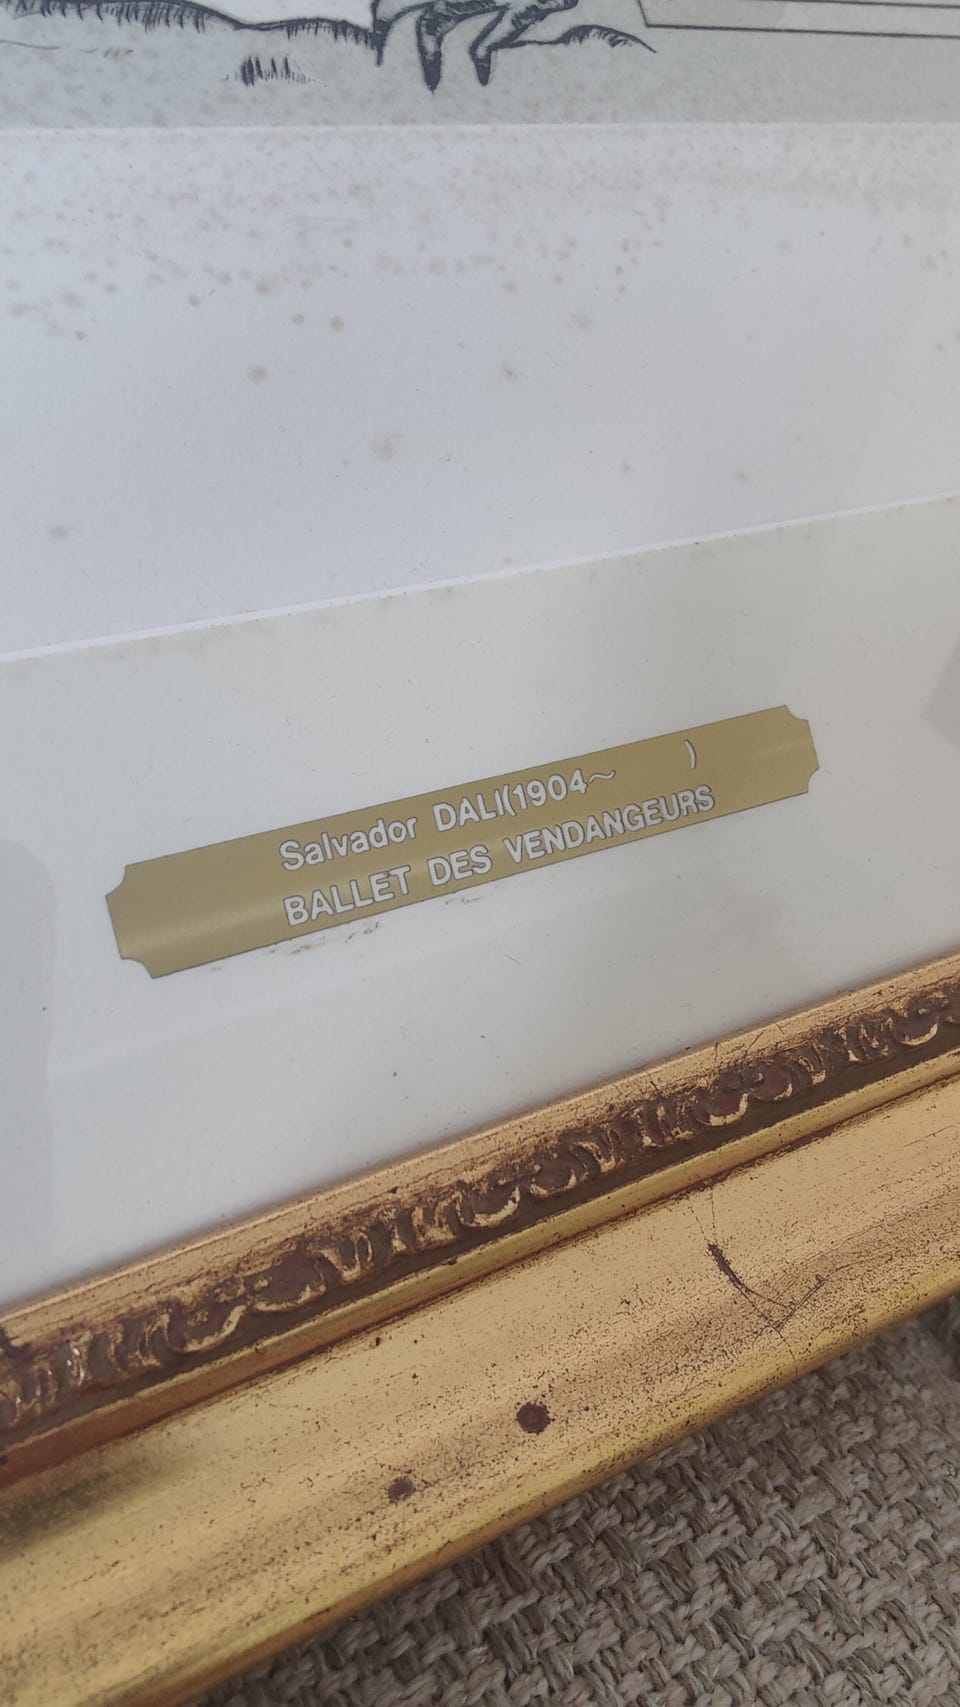 Salvador DALI(1904~ )
BALLET DES VENDANGEURS